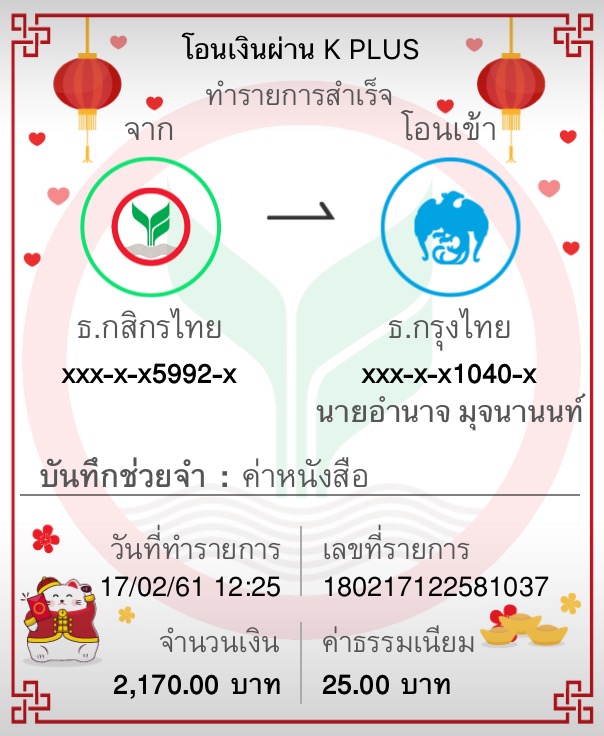 โอนเงินผ่าน K PLUS
ทำรายการสำเร็จ
จาก
โอนเข้า
ธ.กสิกรไทย
ธ.กรุงไทย
xxx-x-x5992-x
xxx-x-x1040-x
นายอำนาจ มุจนานนท์
บันทึกช่วยจำ : ค่าหนังสือ
วันที่ทำรายการ
เลขที่รายการ
17/02/61 12:25
180217122581037
จำนวนเงิน
ค่าธรรมเนียม
2,170.00 บาท
25.00 บาท